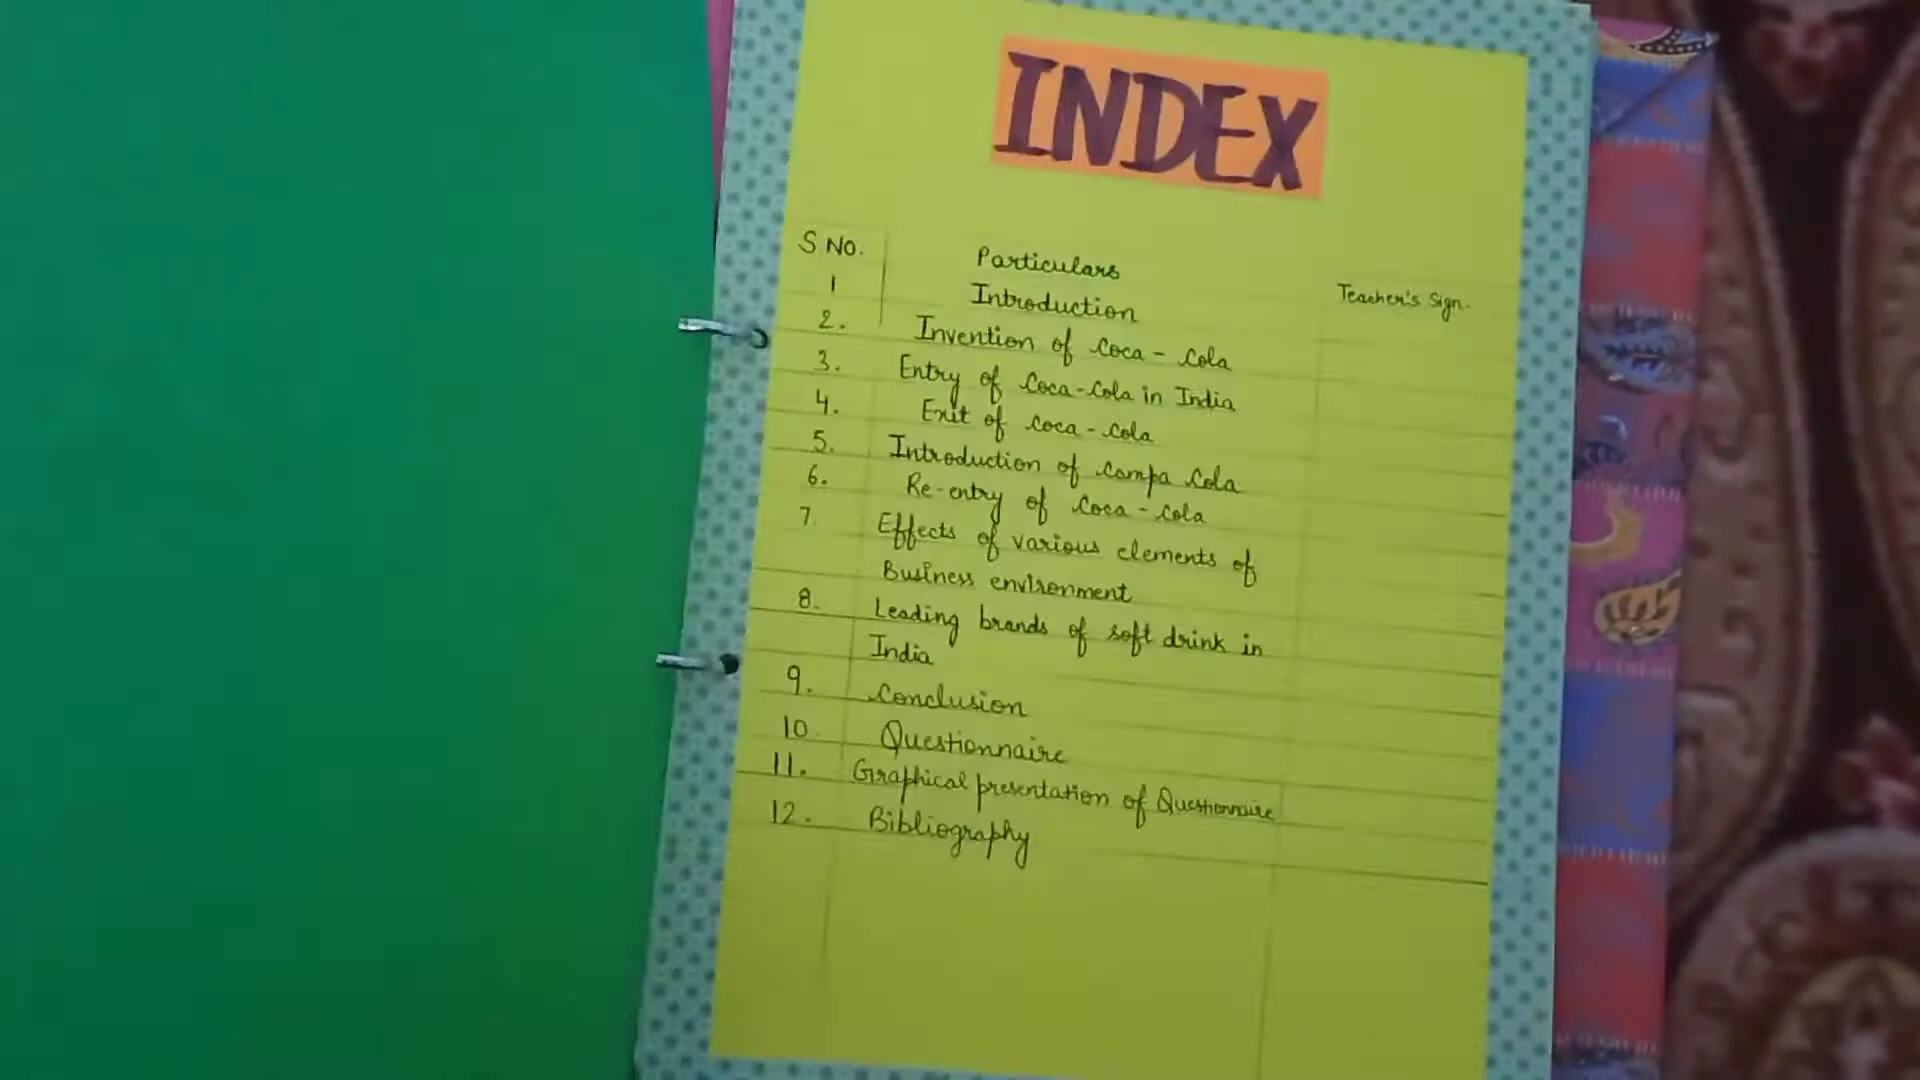 INDEX
S No. Particulars Teacher's Sign.
1 Introduction
2. Invention of Coca - Cola
3. Entry of Coca-Cola in India
4. Exit of Coca - Cola
5. Introduction of Campa Cola
6. Re-entry of Coca - Cola
7. Effects of various elements of
Business environment
8. Leading brands of soft drink in
India
9. Conclusion
10 Questionnaire
11. Graphical presentation of Questionnaire
12. Bibliography